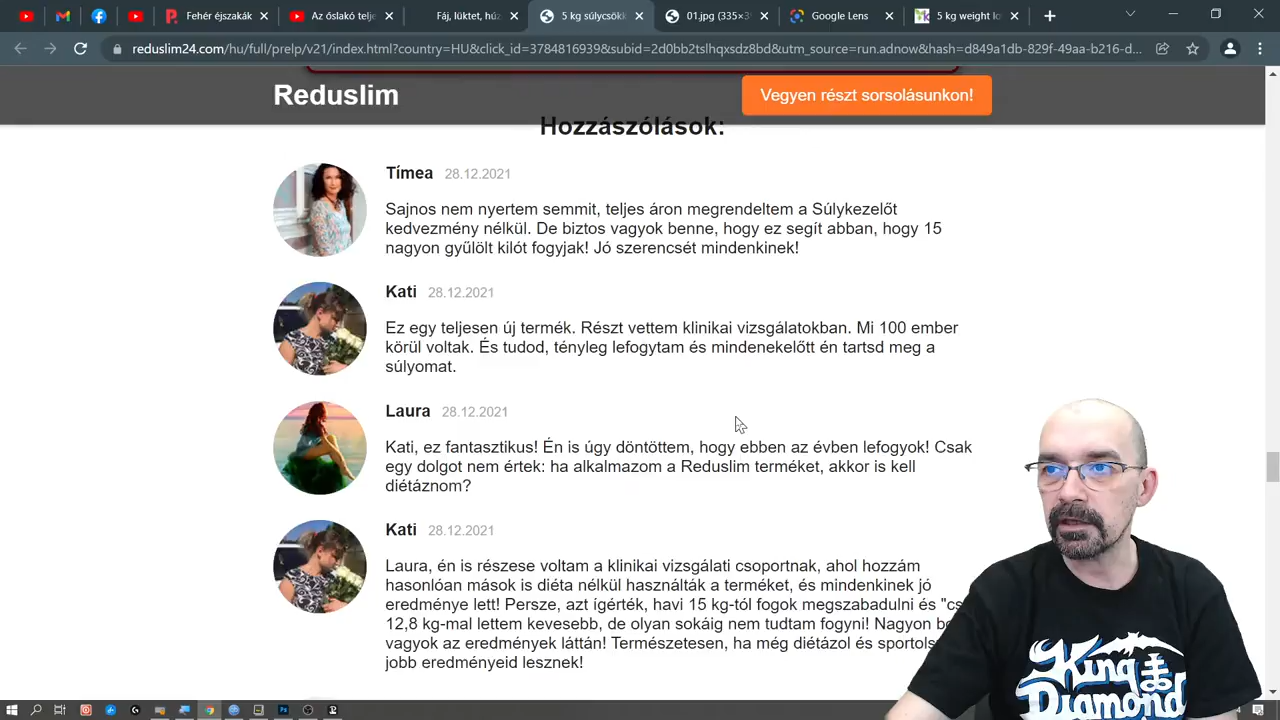 Fehér éjszakák
Az őslakó telje
Fáj, lüktet, húz
5 kg súlycsökk
01.jpg (335×3
Google Lens
5 kg weight lo
reduslim24.com/hu/full/prelp/v21/index.html?country=HU&click_id=3784816939&subid=2d0bb2tslhqxsdz8bd&utm_source=run.adnow&hash=d849a1db-829f-49aa-b216-d...
Reduslim
Vegyen részt sorsolásunkon!
Hozzászólások:
Tímea 28.12.2021
Sajnos nem nyertem semmit, teljes áron megrendeltem a Súlykezelőt
kedvezmény nélkül. De biztos vagyok benne, hogy ez segít abban, hogy 15
nagyon gyűlölt kilót fogyjak! Jó szerencsét mindenkinek!
Kati 28.12.2021
Ez egy teljesen új termék. Részt vettem klinikai vizsgálatokban. Mi 100 ember
körül voltak. És tudod, tényleg lefogytam és mindenekelőtt én tartsd meg a
súlyomat.
Laura 28.12.2021
Kati, ez fantasztikus! Én is úgy döntöttem, hogy ebben az évben lefogyok! Csak
egy dolgot nem értek: ha alkalmazom a Reduslim terméket, akkor is kell
diétáznom?
Kati 28.12.2021
Laura, én is részese voltam a klinikai vizsgálati csoportnak, ahol hozzám
hasonlóan mások is diéta nélkül használták a terméket, és mindenkinek jó
eredménye lett! Persze, azt ígérték, havi 15 kg-tól fogok megszabadulni és "cs
12,8 kg-mal lettem kevesebb, de olyan sokáig nem tudtam fogyni! Nagyon bo
vagyok az eredmények láttán! Természetesen, ha még diétázol és sportols
jobb eredményeid lesznek!
King
Diamond